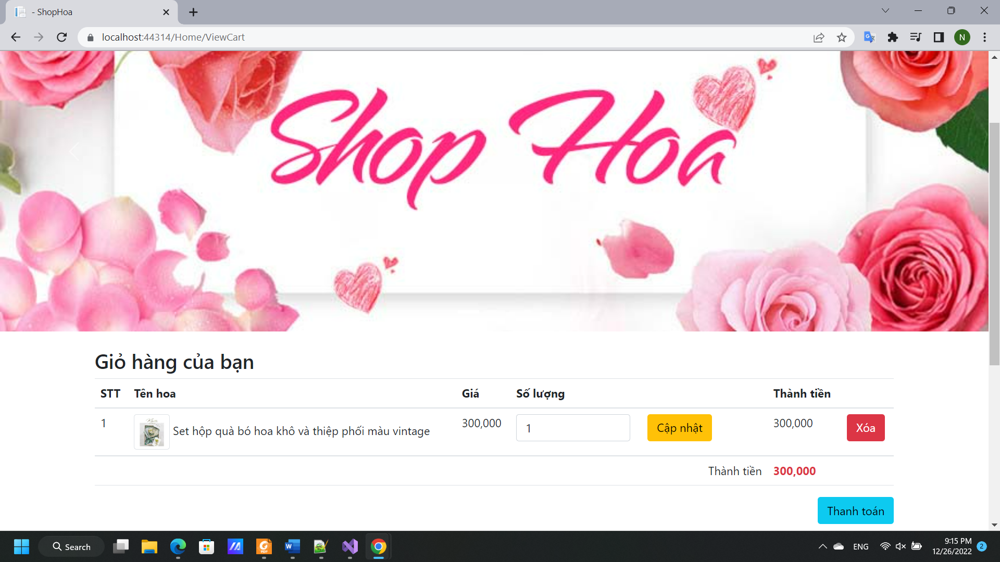 - ShopHoa
localhost:44314/Home/ViewCart
N
Shop Hoa
Giỏ hàng của bạn
STT Tên hoa Giá Số lượng Thành tiền
1 Set hộp quà bó hoa khô và thiệp phối màu vintage 300,000 1 Cập nhật 300,000 Xóa
Thành tiền 300,000
Thanh toán
Search ENG 9:15 PM
12/26/2022 2